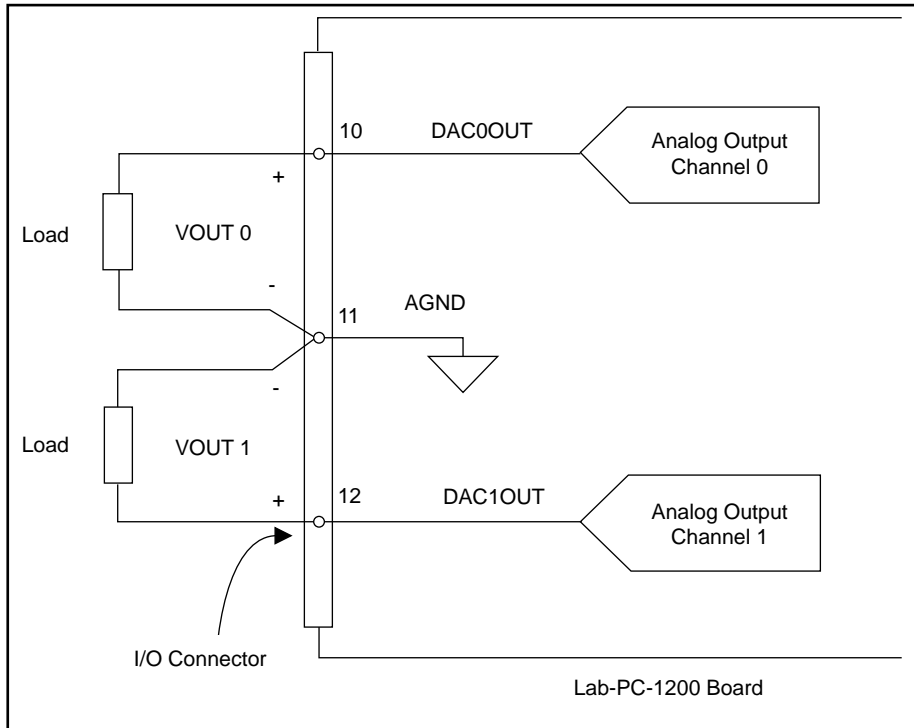 10
DAC0OUT
Analog Output
Channel 0
+
Load
VOUT 0
-
11
AGND
-
Load
VOUT 1
+
12
DAC1OUT
Analog Output
Channel 1
I/O Connector
Lab-PC-1200 Board